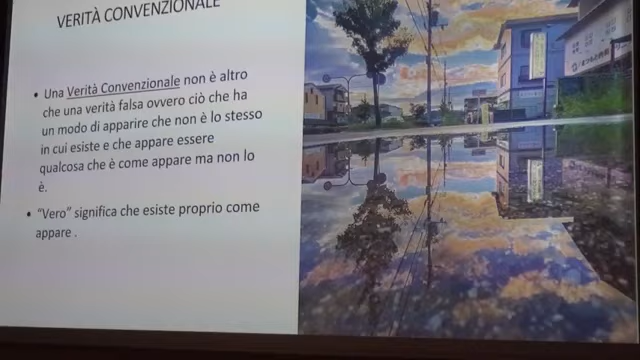 VERITÀ CONVENZIONALE
• Una Verità Convenzionale non è altro
che una verità falsa ovvero ciò che ha
un modo di apparire che non è lo stesso
in cui esiste e che appare essere
qualcosa che è come appare ma non lo
è.
• “Vero” significa che esiste proprio come
appare .